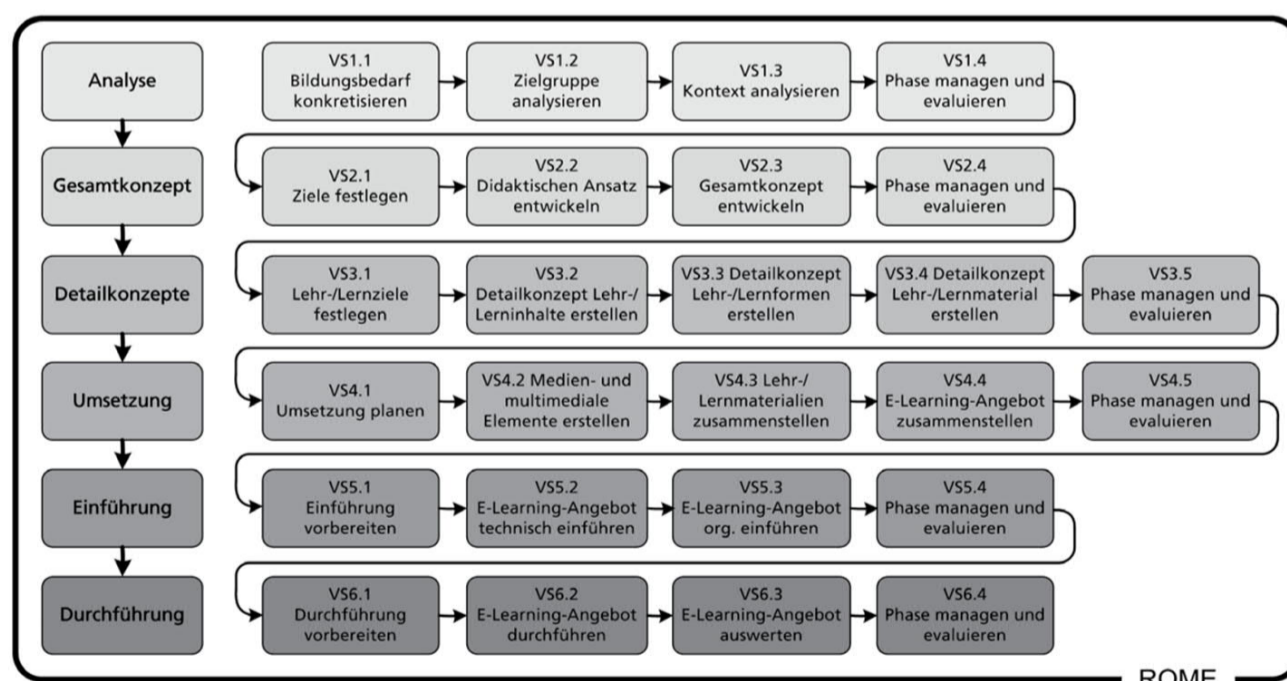 Analyse
VS1.1
Bildungsbedarf
konkretisieren
VS1.2
Zielgruppe
analysieren
VS1.3
Kontext analysieren
VS1.4
Phase managen und
evaluieren
Gesamtkonzept
VS2.1
Ziele festlegen
VS2.2
Didaktischen Ansatz
entwickeln
VS2.3
Gesamtkonzept
entwickeln
VS2.4
Phase managen und
evaluieren
Detailkonzepte
VS3.1
Lehr-/Lernziele
festlegen
VS3.2
Detailkonzept Lehr-/
Lerninhalte erstellen
VS3.3 Detailkonzept
Lehr-/Lernformen
erstellen
VS3.4 Detailkonzept
Lehr-/Lernmaterial
erstellen
VS3.5
Phase managen und
evaluieren
Umsetzung
VS4.1
Umsetzung planen
VS4.2 Medien- und
multimediale
Elemente erstellen
VS4.3 Lehr-/
Lernmaterialien
zusammenstellen
VS4.4
E-Learning-Angebot
zusammenstellen
VS4.5
Phase managen und
evaluieren
Einführung
VS5.1
Einführung
vorbereiten
VS5.2
E-Learning-Angebot
technisch einführen
VS5.3
E-Learning-Angebot
org. einführen
VS5.4
Phase managen und
evaluieren
Durchführung
VS6.1
Durchführung
vorbereiten
VS6.2
E-Learning-Angebot
durchführen
VS6.3
E-Learning-Angebot
auswerten
VS6.4
Phase managen und
evaluieren
ROME